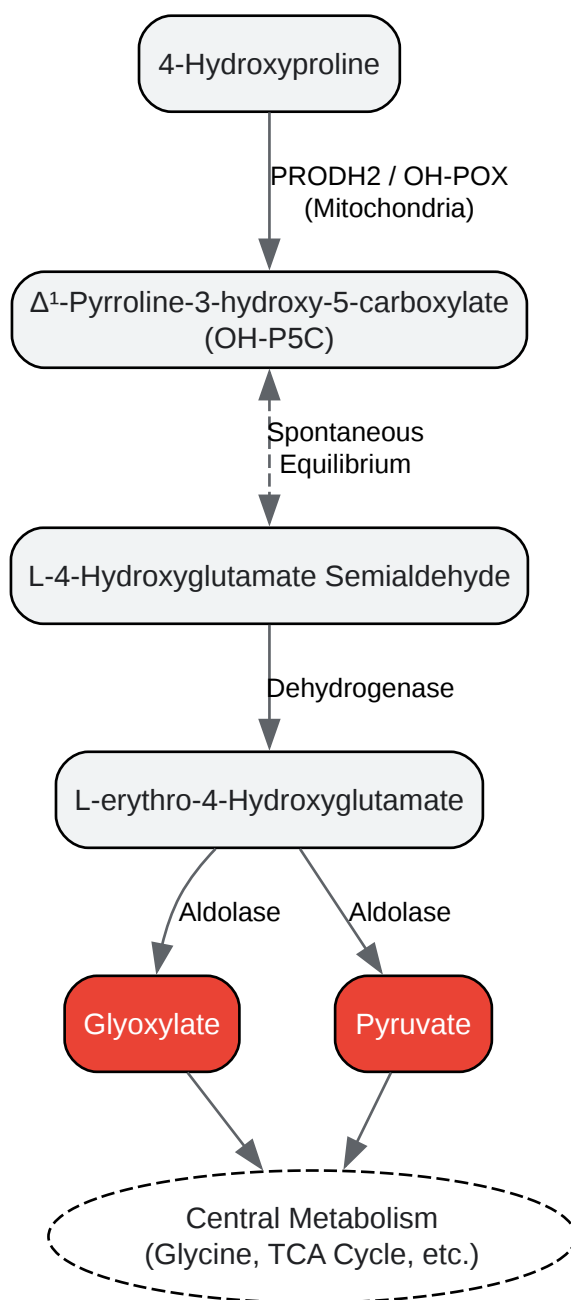 4-Hydroxyproline
PRODH2 / OH-POX
(Mitochondria)
Δ¹-Pyrroline-3-hydroxy-5-carboxylate
(OH-P5C)
Spontaneous
Equilibrium
L-4-Hydroxyglutamate Semialdehyde
Dehydrogenase
L-erythro-4-Hydroxyglutamate
Aldolase
Aldolase
Glyoxylate
Pyruvate
Central Metabolism
(Glycine, TCA Cycle, etc.)